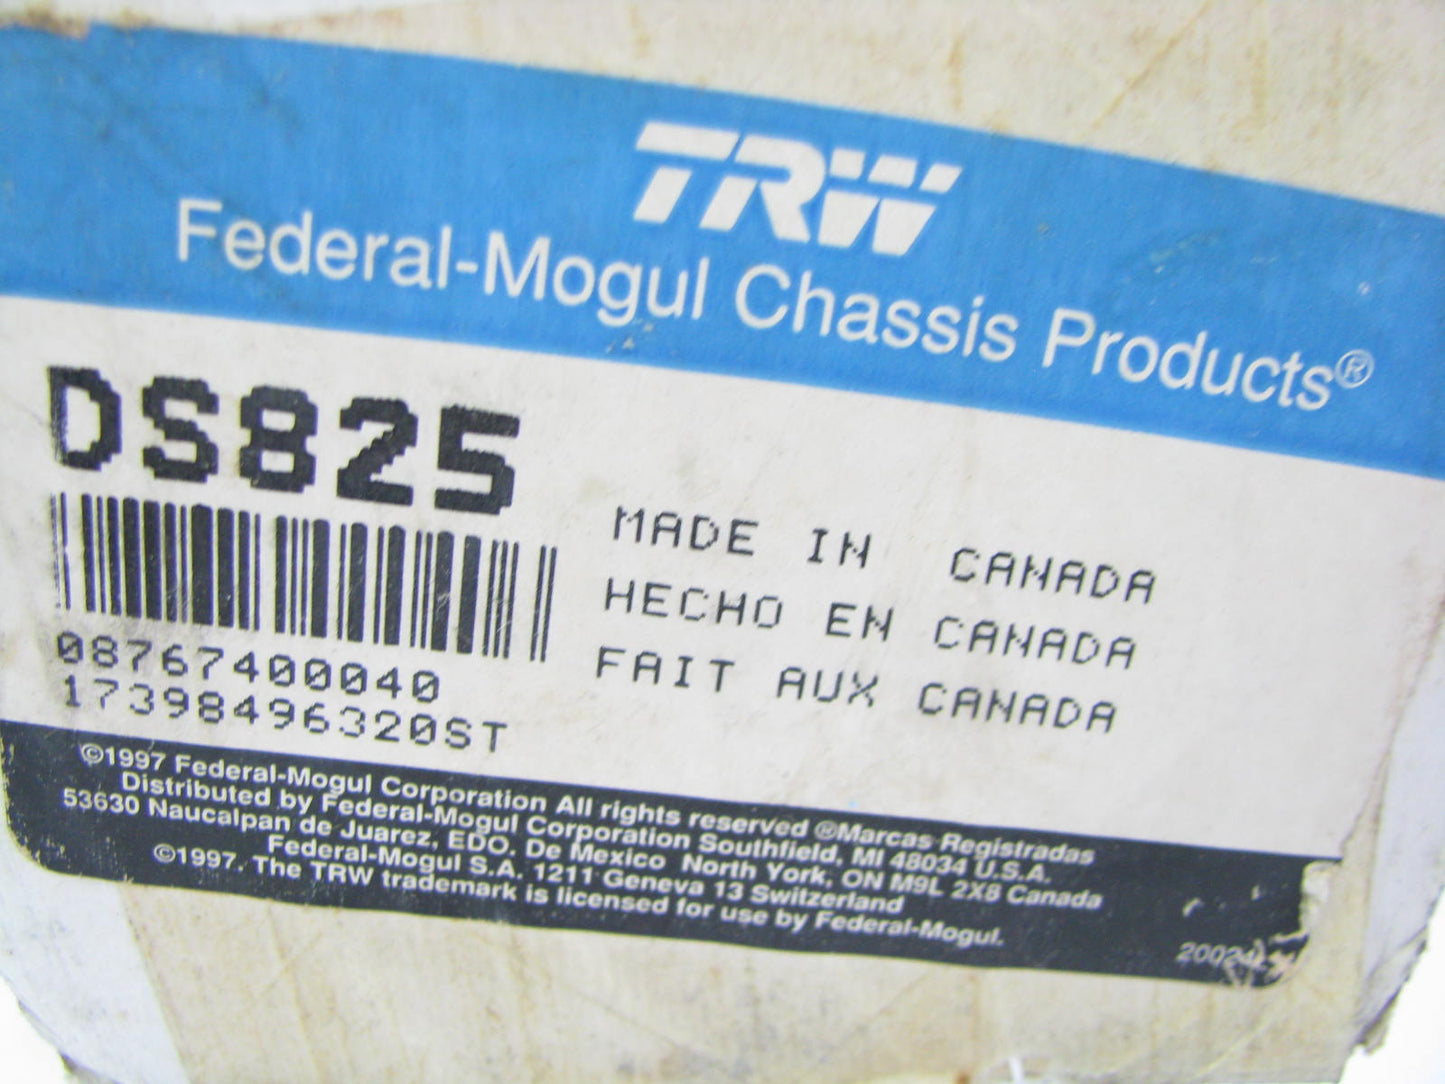 TRW
Federal-Mogul Chassis Products®
DS825
MADE IN CANADA
HECHO EN CANADA
FAIT AUX CANADA
08767400040
17398496320ST
©1997 Federal-Mogul Corporation All rights reserved ®Marcas Registradas
Distributed by Federal-Mogul Corporation Southfield, MI 48034 U.S.A.
53630 Naucalpan de Juarez, EDO. De Mexico North York, ON M9L 2X8 Canada
Federal-Mogul S.A. 1211 Geneva 13 Switzerland
©1997. The TRW trademark is licensed for use by Federal-Mogul.